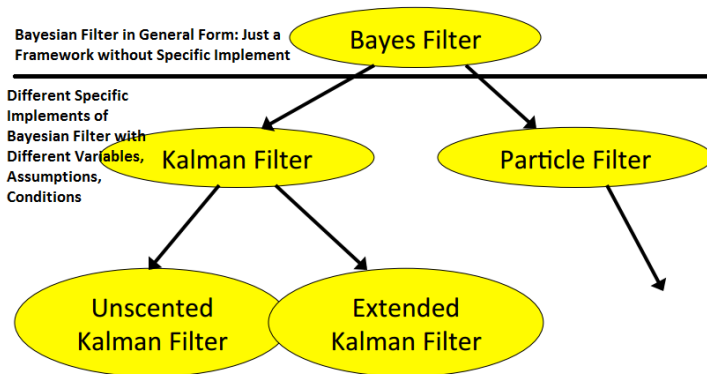 Bayesian Filter in General Form: Just a
Framework without Specific Implement
Bayes Filter
Different Specific
Implements of
Bayesian Filter with
Different Variables,
Assumptions,
Conditions
Kalman Filter
Particle Filter
Unscented
Kalman Filter
Extended
Kalman Filter